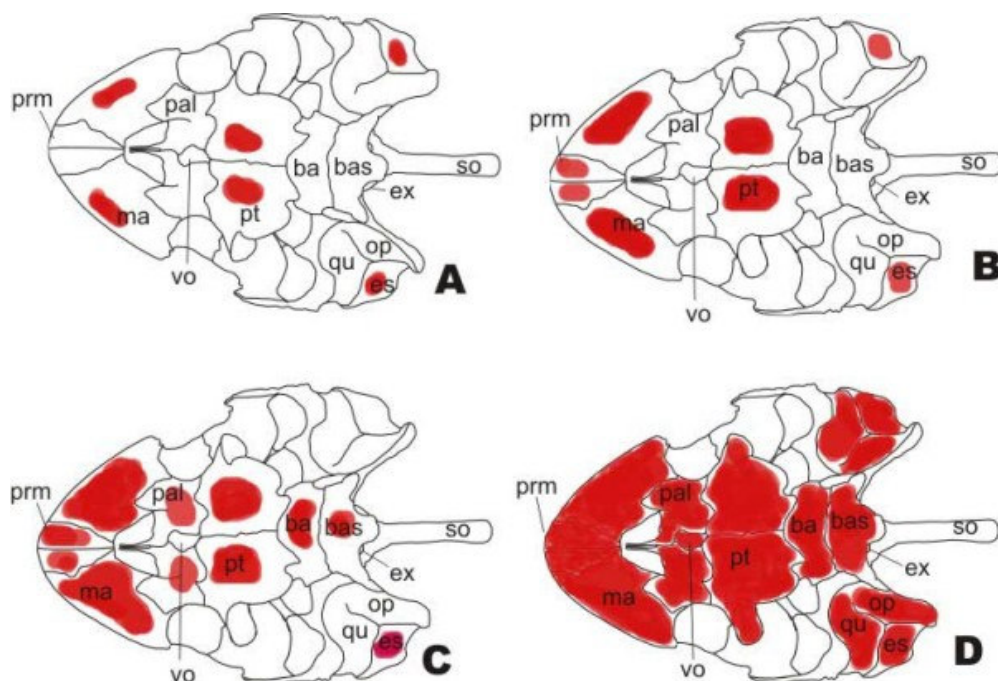 prm
pal
ba
bas
so
ex
ma
pt
op
qu
es
vo
A
prm
pal
ba
bas
so
ex
ma
pt
op
qu
es
vo
B
prm
pal
ba
bas
so
ex
ma
pt
op
qu
es
vo
C
prm
pal
ba
bas
so
ex
ma
pt
op
qu
es
vo
D